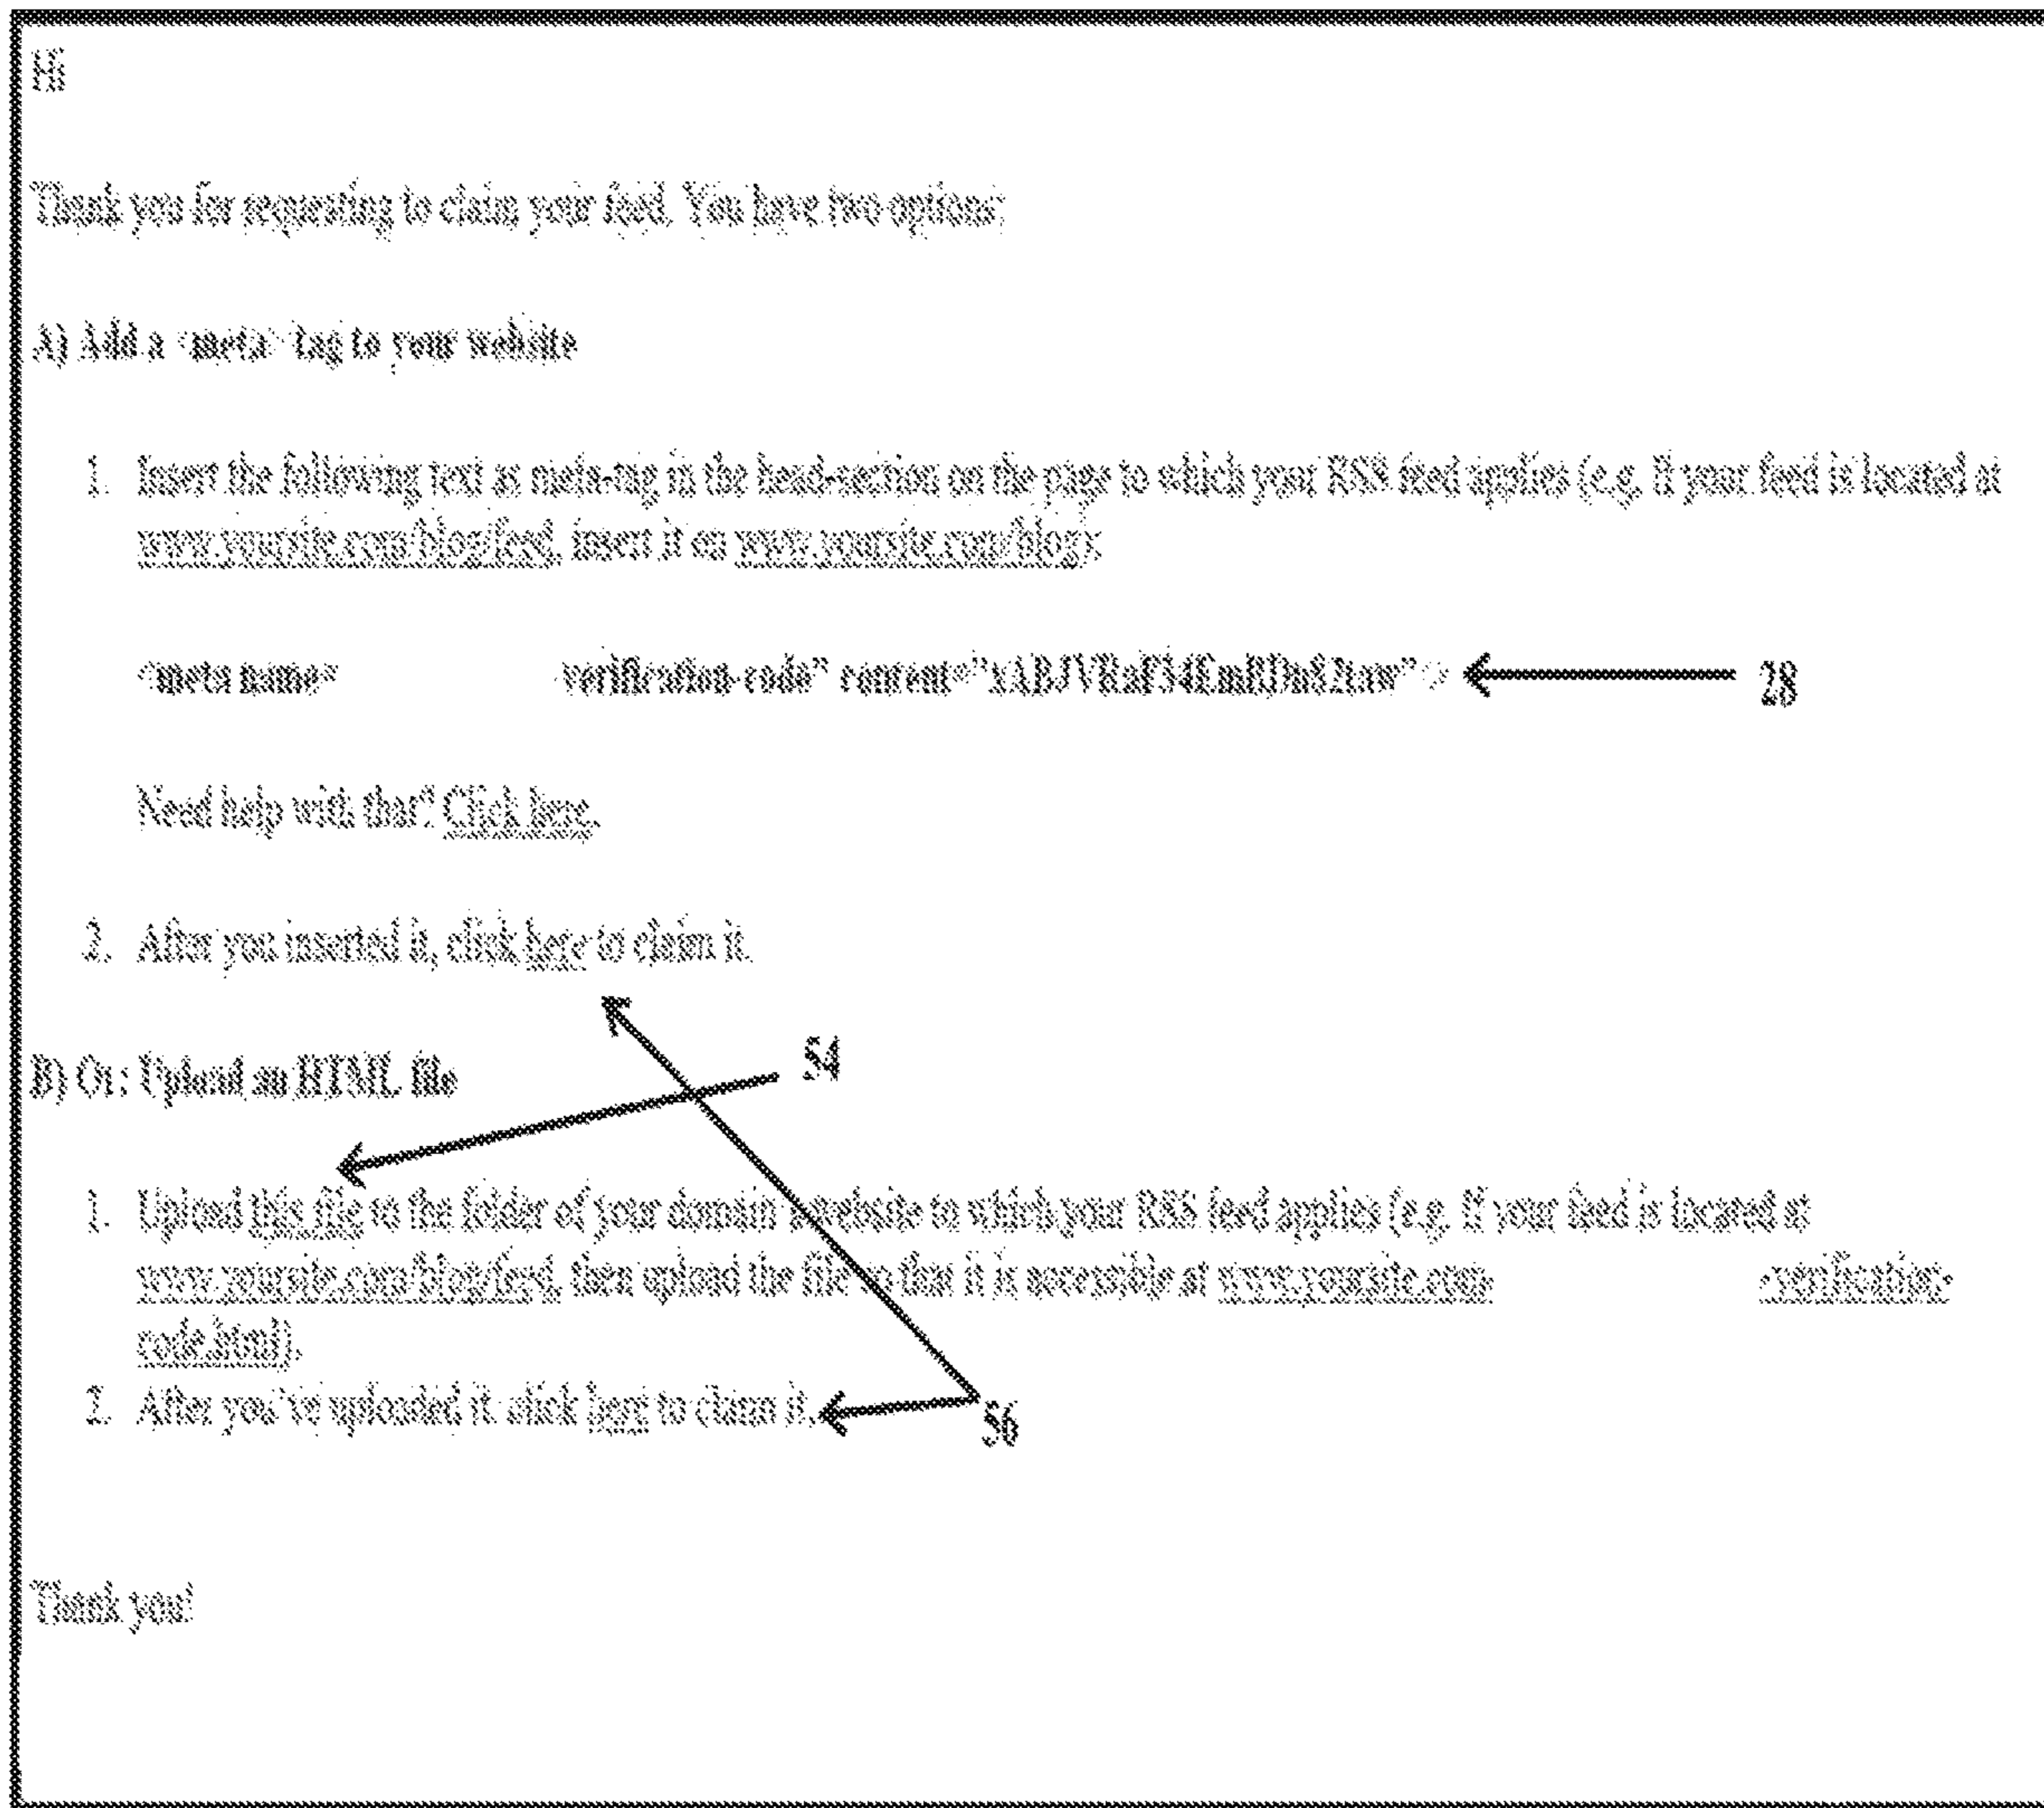 Hi
Thank you for requesting to claim your feed. You have two options:
A) Add a <meta> tag to your website
1. Insert the following text as meta-tag in the head-section on the page to which your RSS feed applies (e.g. If your feed is located at
www.yoursite.com/blog/feed, insert it on www.yoursite.com/blog):
<meta name= verification-code" content= 28
Need help with that? Click here.
2. After you inserted it, click here to claim it.
54
B) Or: Upload an HTML file
1. Upload this file to the folder of your domain website to which your RSS feed applies (e.g. If your feed is located at
www.yoursite.com/blog/feed, then upload the file so that it is accessible at www.yoursite.com- -verification-
code.html).
2. After you've uploaded it click here to claim it.
56
Thank you!